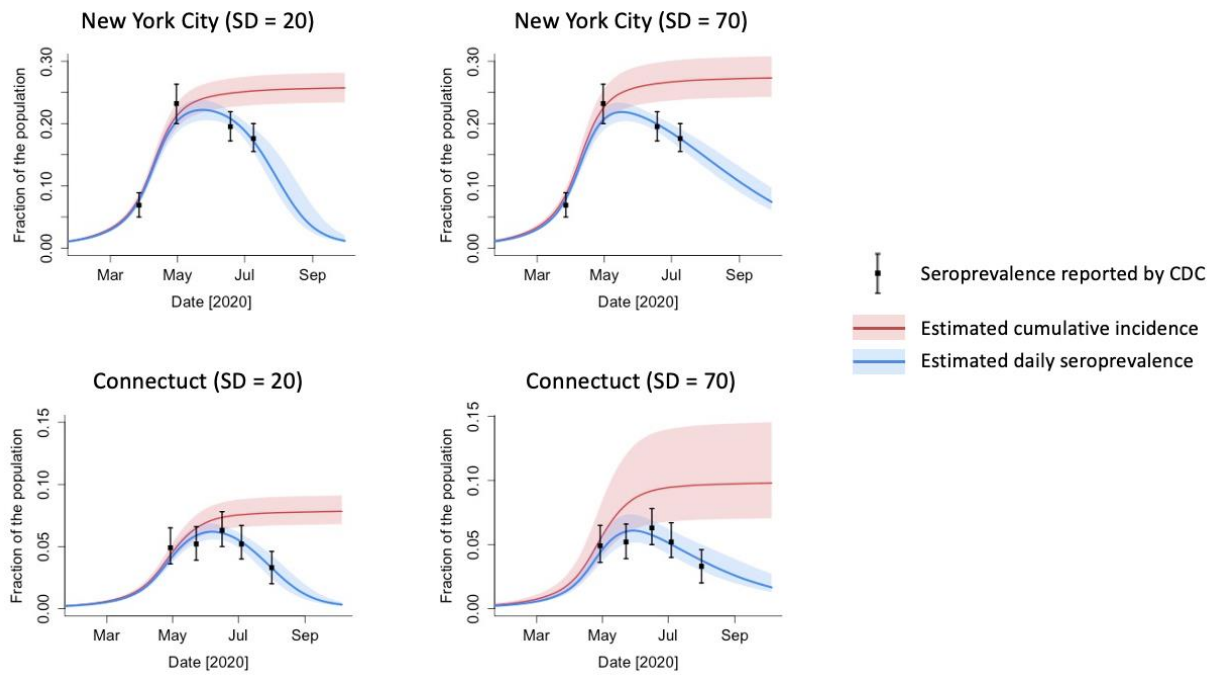 New York City (SD = 20)
New York City (SD = 70)
Fraction of the population
0.30
0.20
0.10
0.00
Mar May Jul Sep
Date [2020]
Fraction of the population
0.30
0.20
0.10
0.00
Mar May Jul Sep
Date [2020]
Seroprevalence reported by CDC
Estimated cumulative incidence
Estimated daily seroprevalence
Connectuct (SD = 20)
Connectuct (SD = 70)
Fraction of the population
0.15
0.10
0.05
0.00
Mar May Jul Sep
Date [2020]
Fraction of the population
0.15
0.10
0.05
0.00
Mar May Jul Sep
Date [2020]